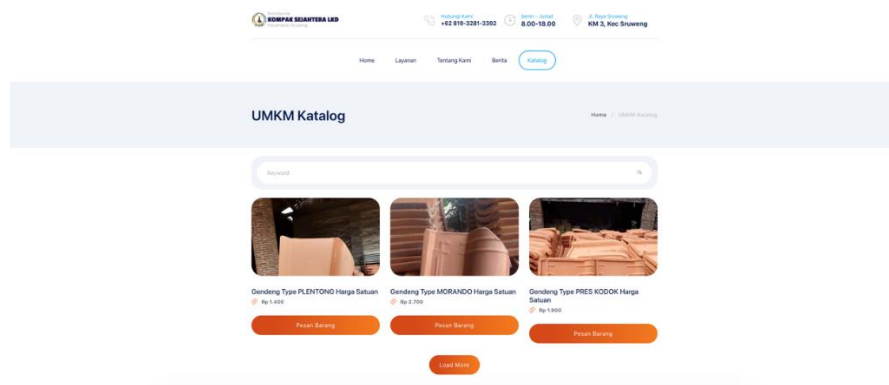 KOMPAK SEJAHTERA LKD
Hubungi Kami
+62 819-3281-3392
Senin - Jumat
8.00-18.00
Jl. Raya Sruweng
KM 3, Kec Sruweng
Home Layanan Tentang Kami Berita Katalog
UMKM Katalog
Home / UMKM Katalog
Keyword
Gendeng Type PLENTONG Harga Satuan
Rp 1.400
Pesan Barang
Gendeng Type MORANDO Harga Satuan
Rp 2.700
Pesan Barang
Gendeng Type PRES KODOK Harga
Satuan
Rp 1.900
Pesan Barang
Load More